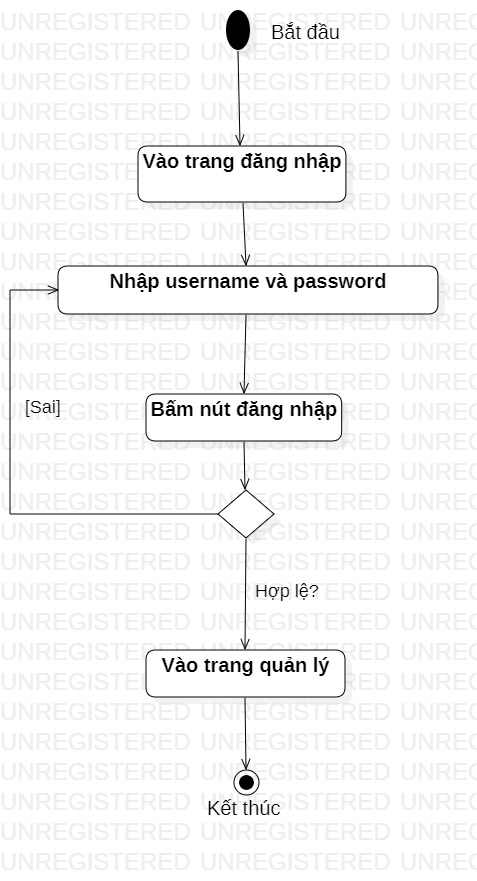 Bắt đầu
Vào trang đăng nhập
Nhập username và password
[Sai]
Bấm nút đăng nhập
Hợp lệ?
Vào trang quản lý
Kết thúc
UNREGISTERED